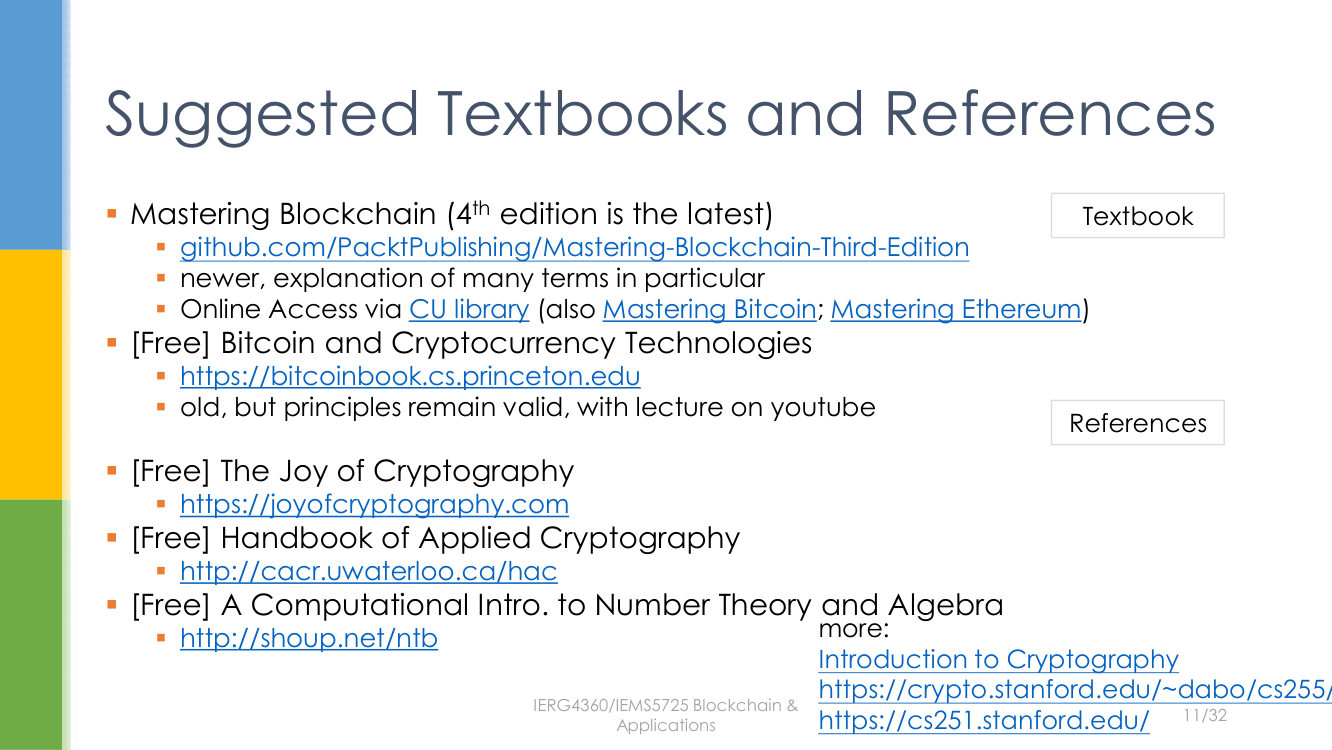 Suggested Textbooks and References
▪ Mastering Blockchain (4th edition is the latest)
Textbook
▪ github.com/PacktPublishing/Mastering-Blockchain-Third-Edition
▪ newer, explanation of many terms in particular
▪ Online Access via CU library (also Mastering Bitcoin; Mastering Ethereum)
▪ [Free] Bitcoin and Cryptocurrency Technologies
▪ https://bitcoinbook.cs.princeton.edu
▪ old, but principles remain valid, with lecture on youtube
References
▪ [Free] The Joy of Cryptography
▪ https://joyofcryptography.com
▪ [Free] Handbook of Applied Cryptography
▪ http://cacr.uwaterloo.ca/hac
▪ [Free] A Computational Intro. to Number Theory and Algebra
▪ http://shoup.net/ntb
more:
Introduction to Cryptography
https://crypto.stanford.edu/~dabo/cs255/
https://cs251.stanford.edu/
IERG4360/IEMS5725 Blockchain &
Applications
11/32